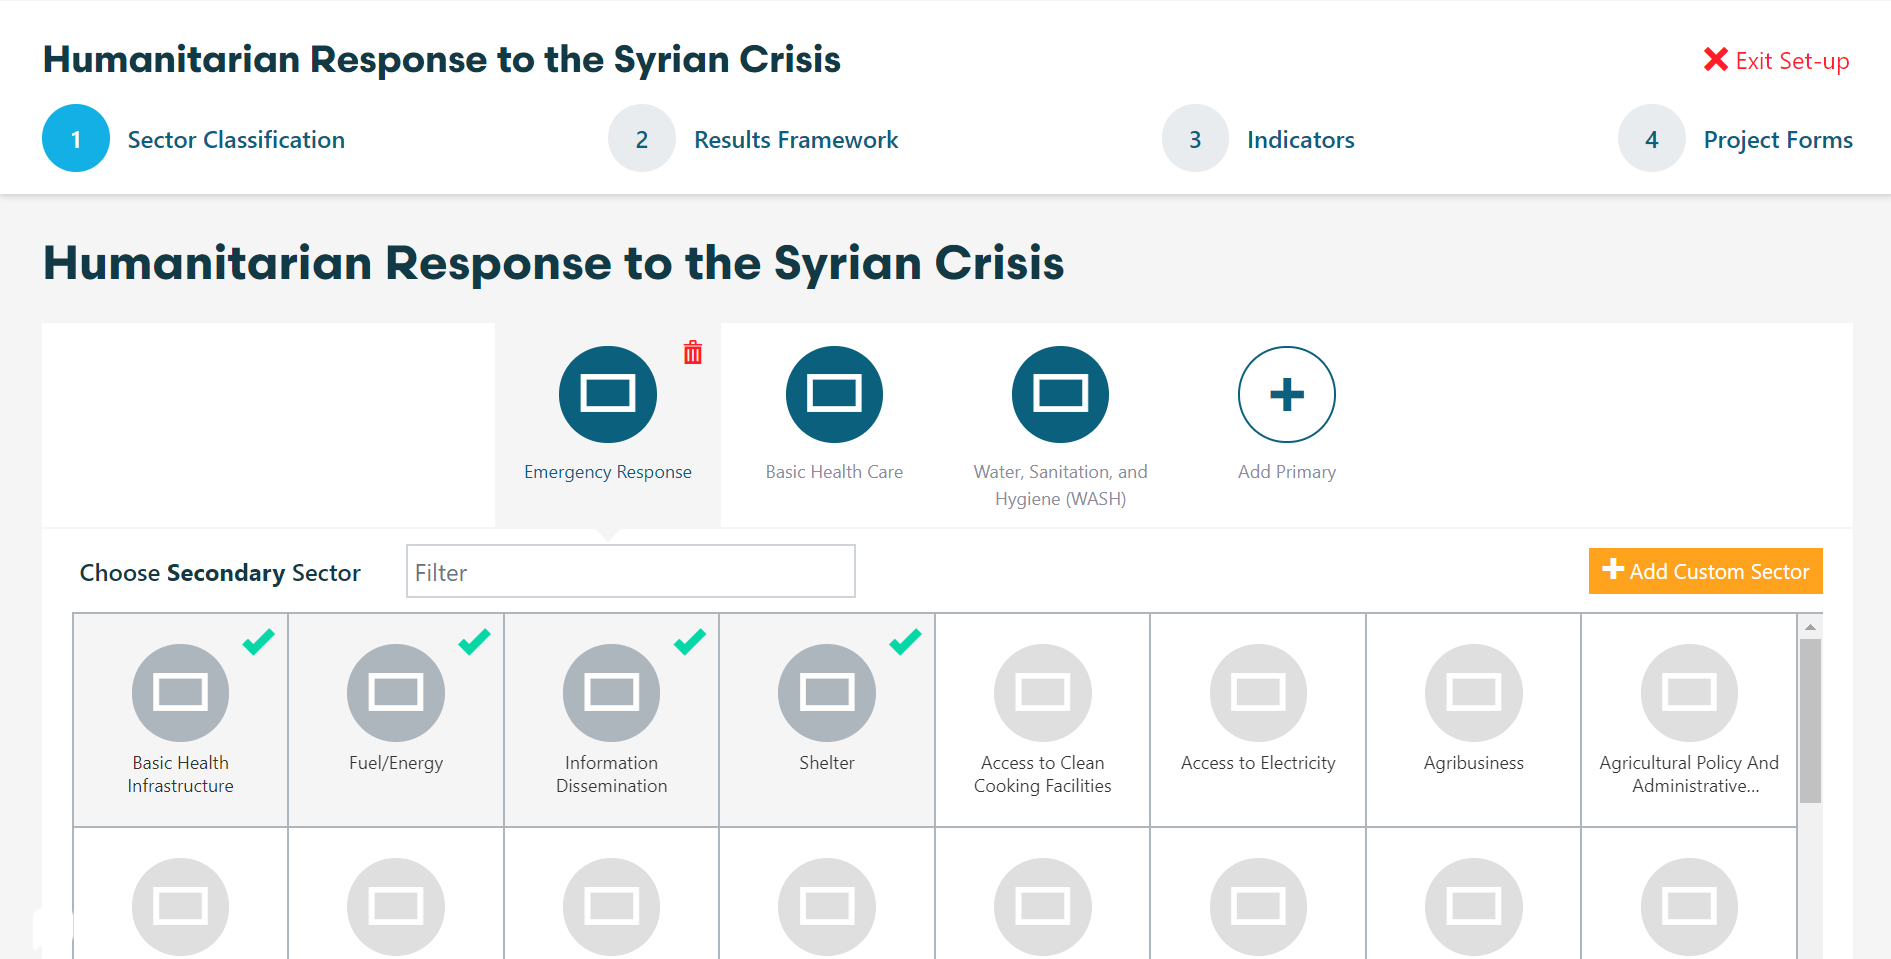 Humanitarian Response to the Syrian Crisis
Exit Set-up
1 Sector Classification
2 Results Framework
3 Indicators
4 Project Forms
Humanitarian Response to the Syrian Crisis
Emergency Response
Basic Health Care
Water, Sanitation, and
Hygiene (WASH)
Add Primary
Choose Secondary Sector
Filter
Add Custom Sector
Basic Health
Infrastructure
Fuel/Energy
Information
Dissemination
Shelter
Access to Clean
Cooking Facilities
Access to Electricity
Agribusiness
Agricultural Policy And
Administrative...